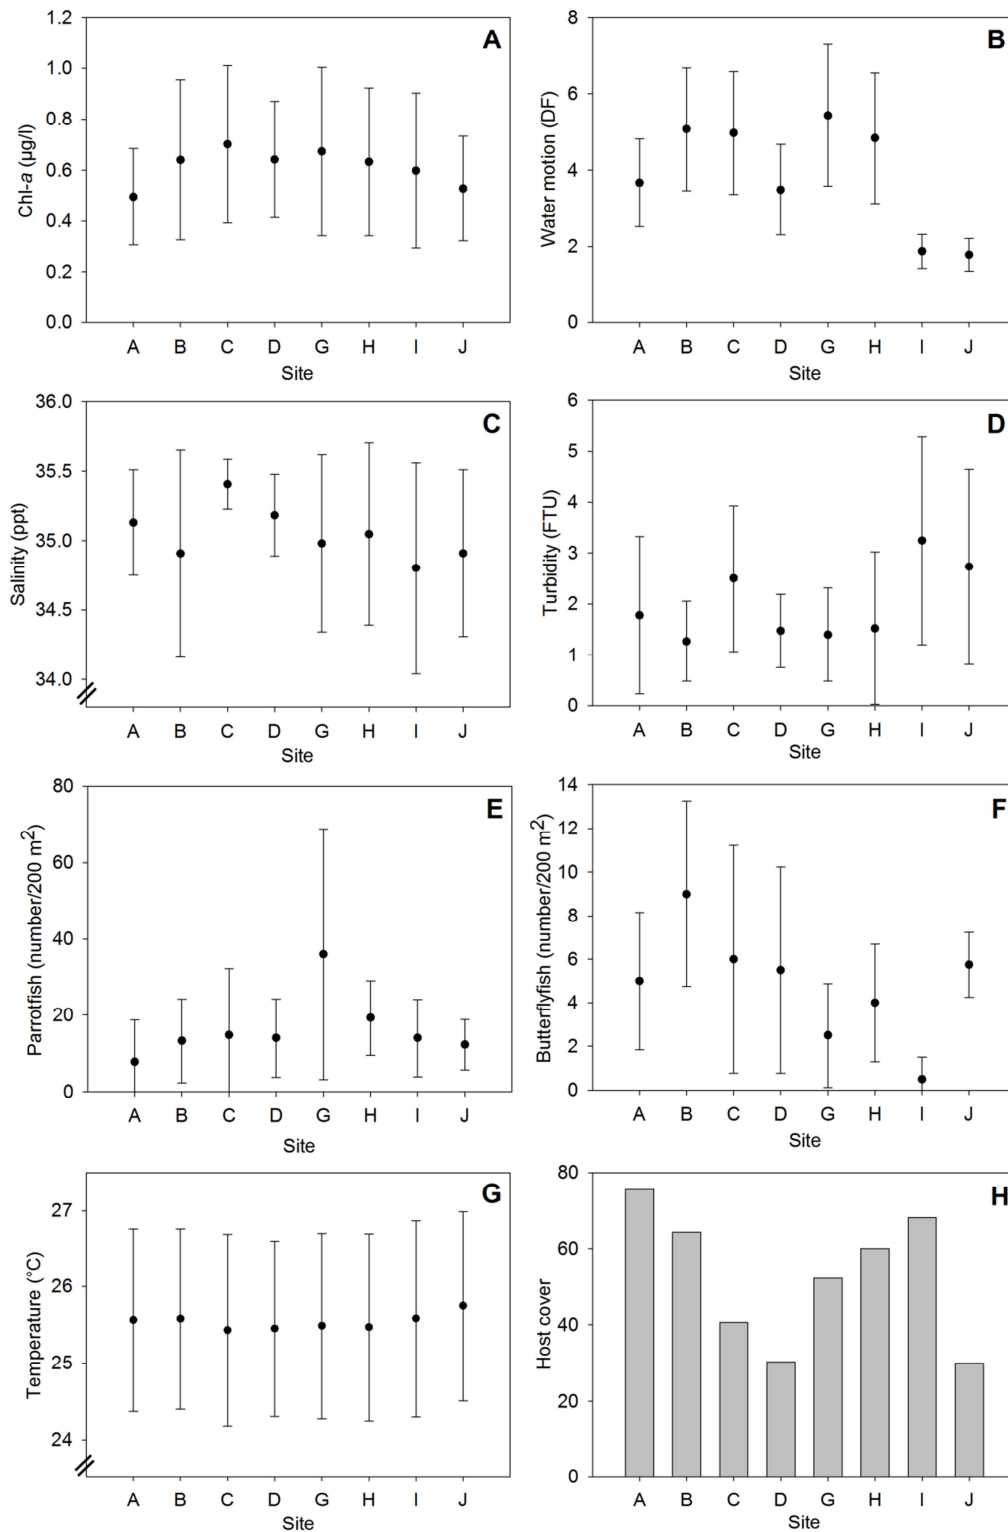 A
Chl-a (µg/l)
1.2
1.0
0.8
0.6
0.4
0.2
0.0
A B C D G H I J
Site
B
Water motion (DF)
8
6
4
2
0
A B C D G H I J
Site
C
Salinity (ppt)
36.0
35.5
35.0
34.5
34.0
A B C D G H I J
Site
D
Turbidity (FTU)
6
5
4
3
2
1
0
A B C D G H I J
Site
E
Parrotfish (number/200 m²)
80
60
40
20
0
A B C D G H I J
Site
F
Butterflyfish (number/200 m²)
14
12
10
8
6
4
2
0
A B C D G H I J
Site
G
Temperature (°C)
27
26
25
24
A B C D G H I J
Site
H
Host cover
80
60
40
20
0
A B C D G H I J
Site